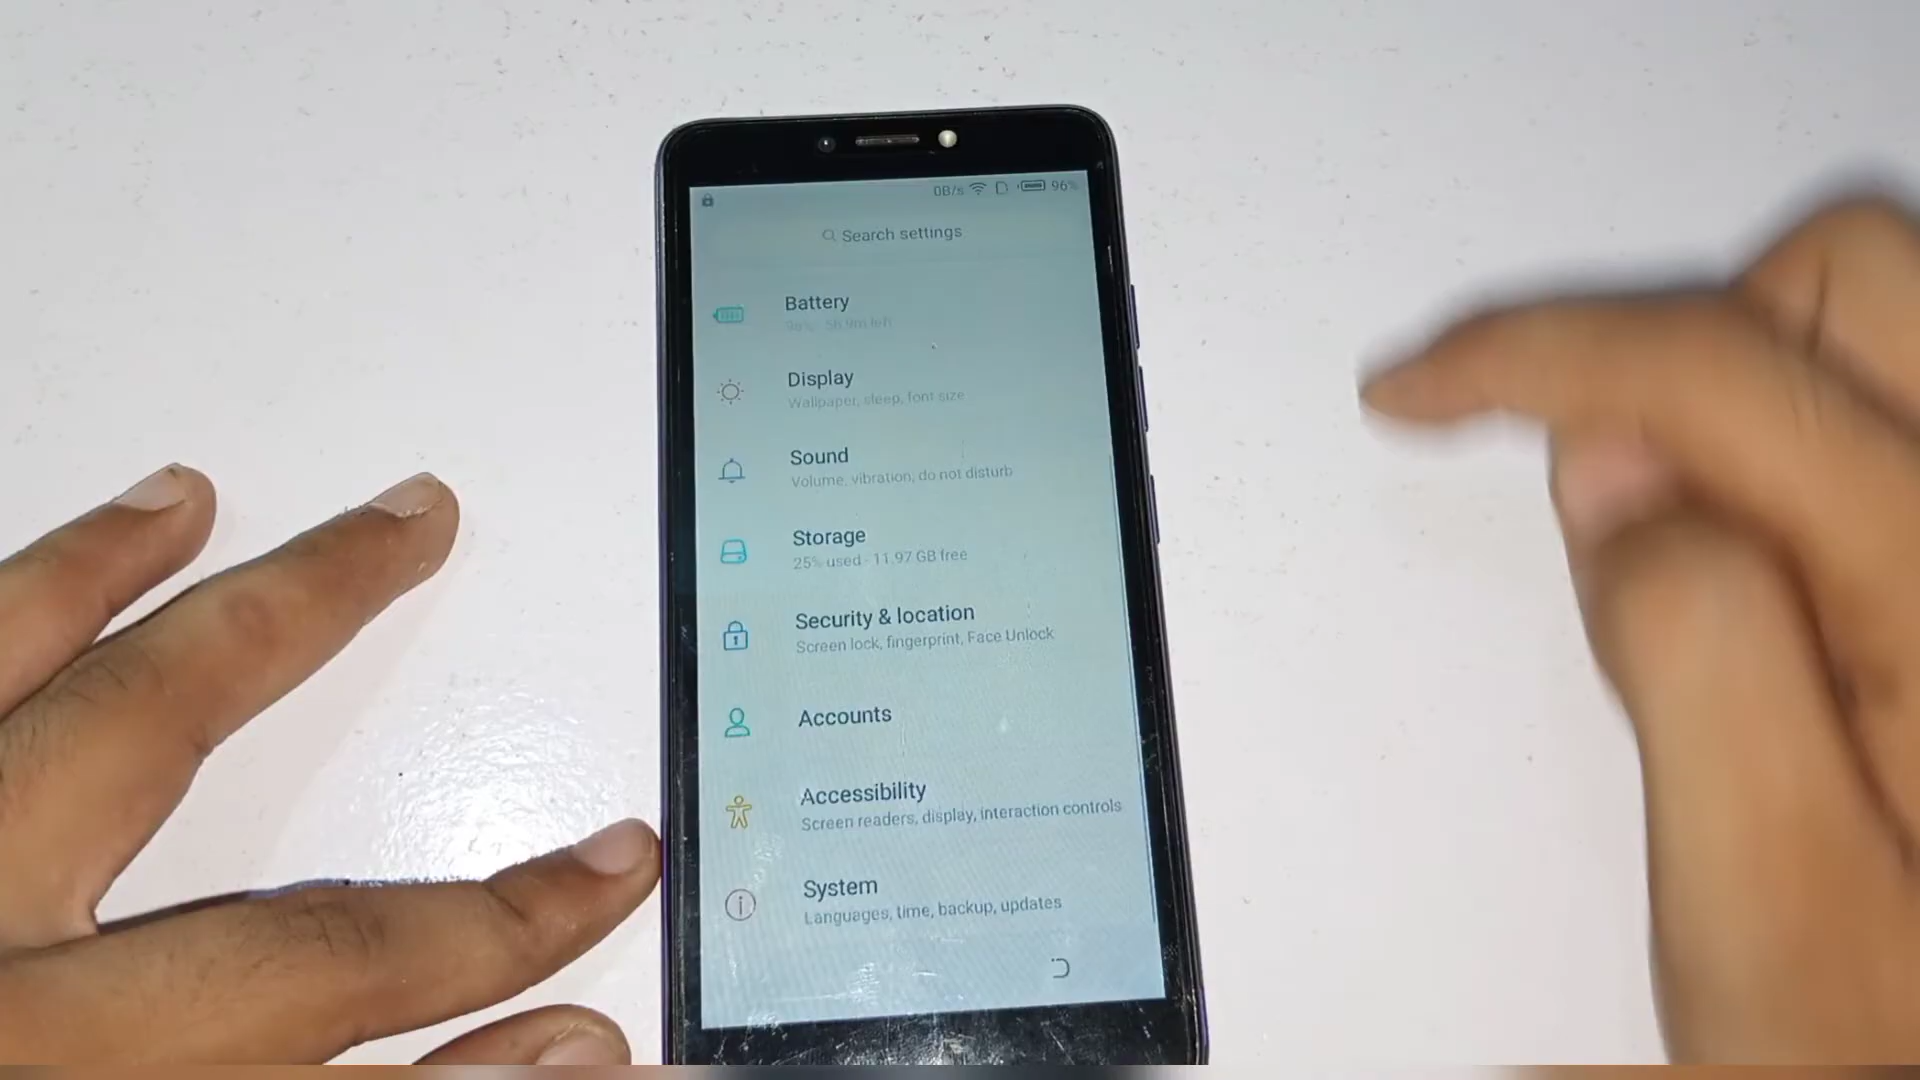 0B/s 96%
Search settings
Battery
96% - 5h 9m left
Display
Wallpaper, sleep, font size
Sound
Volume, vibration, do not disturb
Storage
25% used - 11.97 GB free
Security & location
Screen lock, fingerprint, Face Unlock
Accounts
Accessibility
Screen readers, display, interaction controls
System
Languages, time, backup, updates